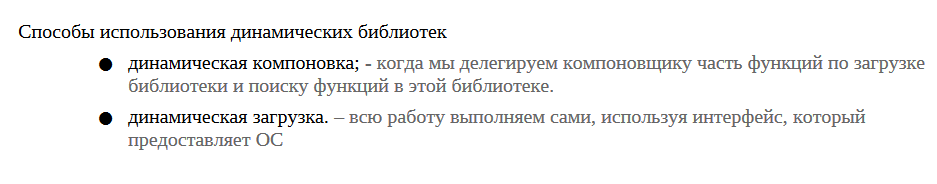 Способы использования динамических библиотек
● динамическая компоновка; - когда мы делегируем компоновщику часть функций по загрузке
библиотеки и поиску функций в этой библиотеке.
● динамическая загрузка. – всю работу выполняем сами, используя интерфейс, который
предоставляет ОС